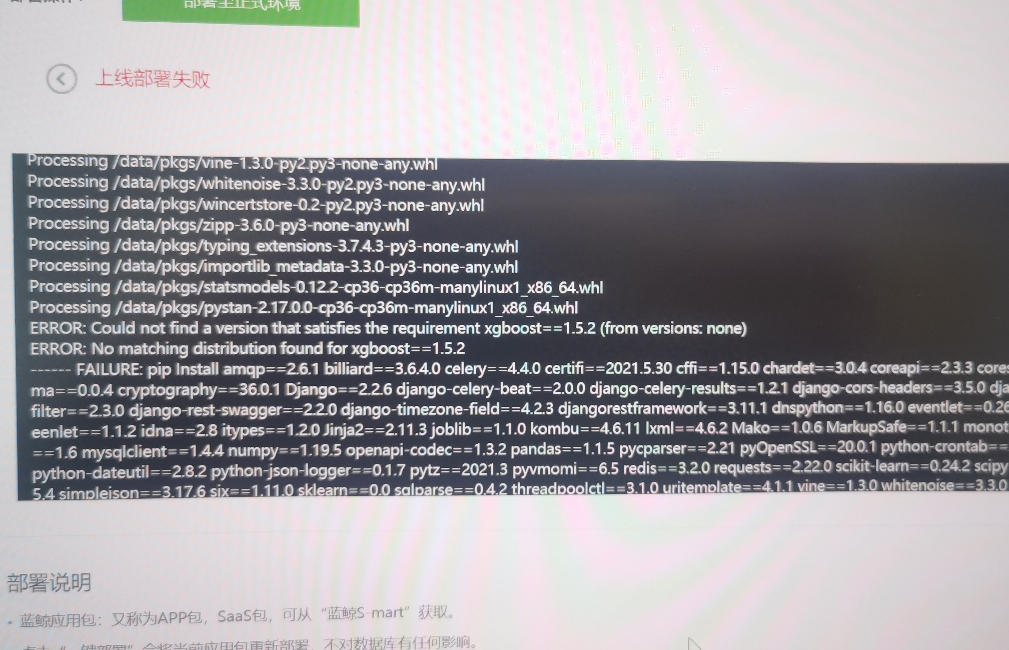 部署至正式环境
上线部署失败
Processing /data/pkgs/vine-1.3.0-py2.py3-none-any.whl
Processing /data/pkgs/whitenoise-3.3.0-py2.py3-none-any.whl
Processing /data/pkgs/wincertstore-0.2-py2.py3-none-any.whl
Processing /data/pkgs/zipp-3.6.0-py3-none-any.whl
Processing /data/pkgs/typing_extensions-3.7.4.3-py3-none-any.whl
Processing /data/pkgs/importlib_metadata-3.3.0-py3-none-any.whl
Processing /data/pkgs/statsmodels-0.12.2-cp36-cp36m-manylinux1_x86_64.whl
Processing /data/pkgs/pystan-2.17.0.0-cp36-cp36m-manylinux1_x86_64.whl
ERROR: Could not find a version that satisfies the requirement xgboost==1.5.2 (from versions: none)
ERROR: No matching distribution found for xgboost==1.5.2
------ FAILURE: pip Install amqp==2.6.1 billiard==3.6.4.0 celery==4.4.0 certifi==2021.5.30 cffi==1.15.0 chardet==3.0.4 coreapi==2.3.3 cores
ma==0.0.4 cryptography==36.0.1 Django==2.2.6 django-celery-beat==2.0.0 django-celery-results==1.2.1 django-cors-headers==3.5.0 dja
filter==2.3.0 django-rest-swagger==2.2.0 django-timezone-field==4.2.3 djangorestframework==3.11.1 dnspython==1.16.0 eventlet==0.26
eenlet==1.1.2 idna==2.8 itypes==1.2.0 Jinja2==2.11.3 joblib==1.1.0 kombu==4.6.11 lxml==4.6.2 Mako==1.0.6 MarkupSafe==1.1.1 monot
==1.6 mysqlclient==1.4.4 numpy==1.19.5 openapi-codec==1.3.2 pandas==1.1.5 pycparser==2.21 pyOpenSSL==20.0.1 python-crontab==
python-dateutil==2.8.2 python-json-logger==0.1.7 pytz==2021.3 pyvmomi==6.5 redis==3.2.0 requests==2.22.0 scikit-learn==0.24.2 scipy
5.4 simplejson==3.17.6 six==1.11.0 sklearn==0.0 sqlparse==0.4.2 threadpoolctl==3.1.0 uritemplate==4.1.1 vine==1.3.0 whitenoise==3.3.0
部署说明
• 蓝鲸应用包：又称为APP包，SaaS包，可从“蓝鲸S-mart”获取。
会将当前应用包重新部署，不对数据库有任何影响。